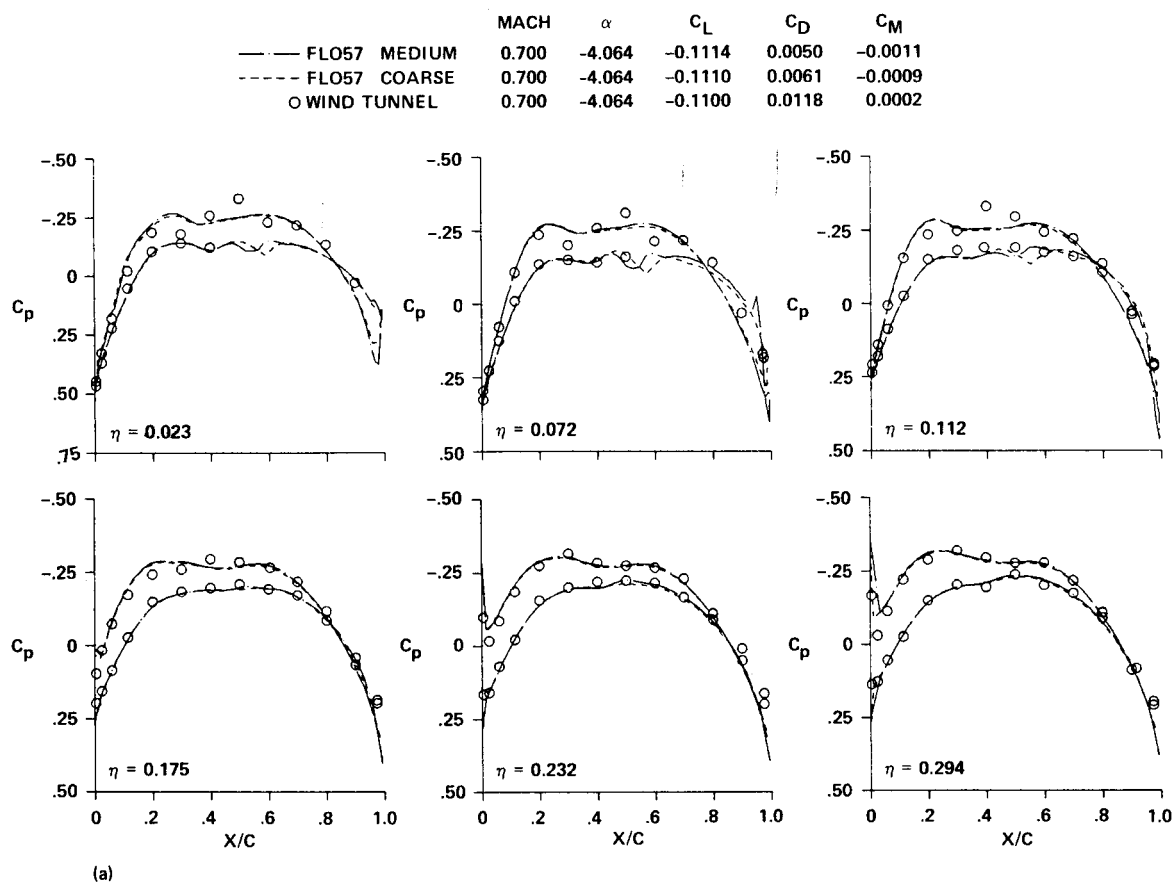 MACH α C_L C_D C_M
FLO57 MEDIUM 0.700 -4.064 -0.1114 0.0050 -0.0011
FLO57 COARSE 0.700 -4.064 -0.1110 0.0061 -0.0009
WIND TUNNEL 0.700 -4.064 -0.1100 0.0118 0.0002
-.50
-.25
0
.25
.50
.75
C_p
η = 0.023
-.50
-.25
0
.25
.50
C_p
η = 0.072
-.50
-.25
0
.25
.50
C_p
η = 0.112
-.50
-.25
0
.25
.50
C_p
η = 0.175
0 .2 .4 .6 .8 1.0
X/C
-.50
-.25
0
.25
.50
C_p
η = 0.232
0 .2 .4 .6 .8 1.0
X/C
-.50
-.25
0
.25
.50
C_p
η = 0.294
0 .2 .4 .6 .8 1.0
X/C
(a)